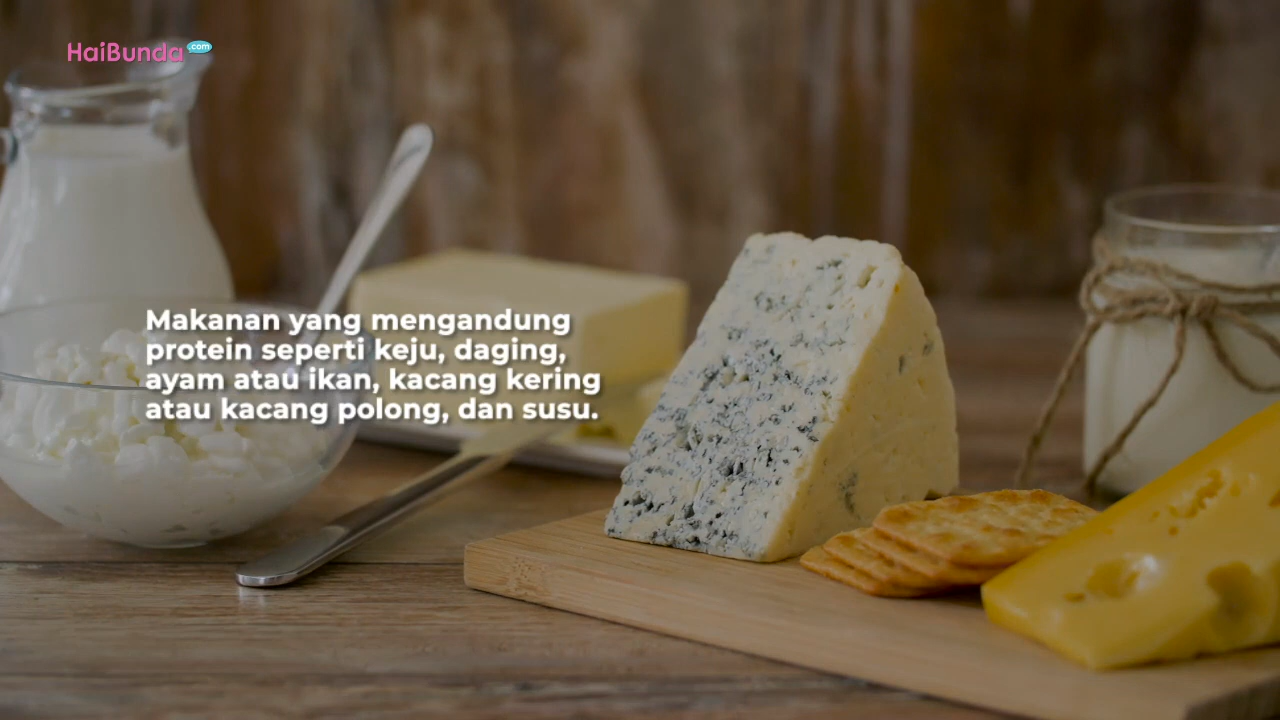 HaiBunda.com
Makanan yang mengandung
protein seperti keju, daging,
ayam atau ikan, kacang kering
atau kacang polong, dan susu.